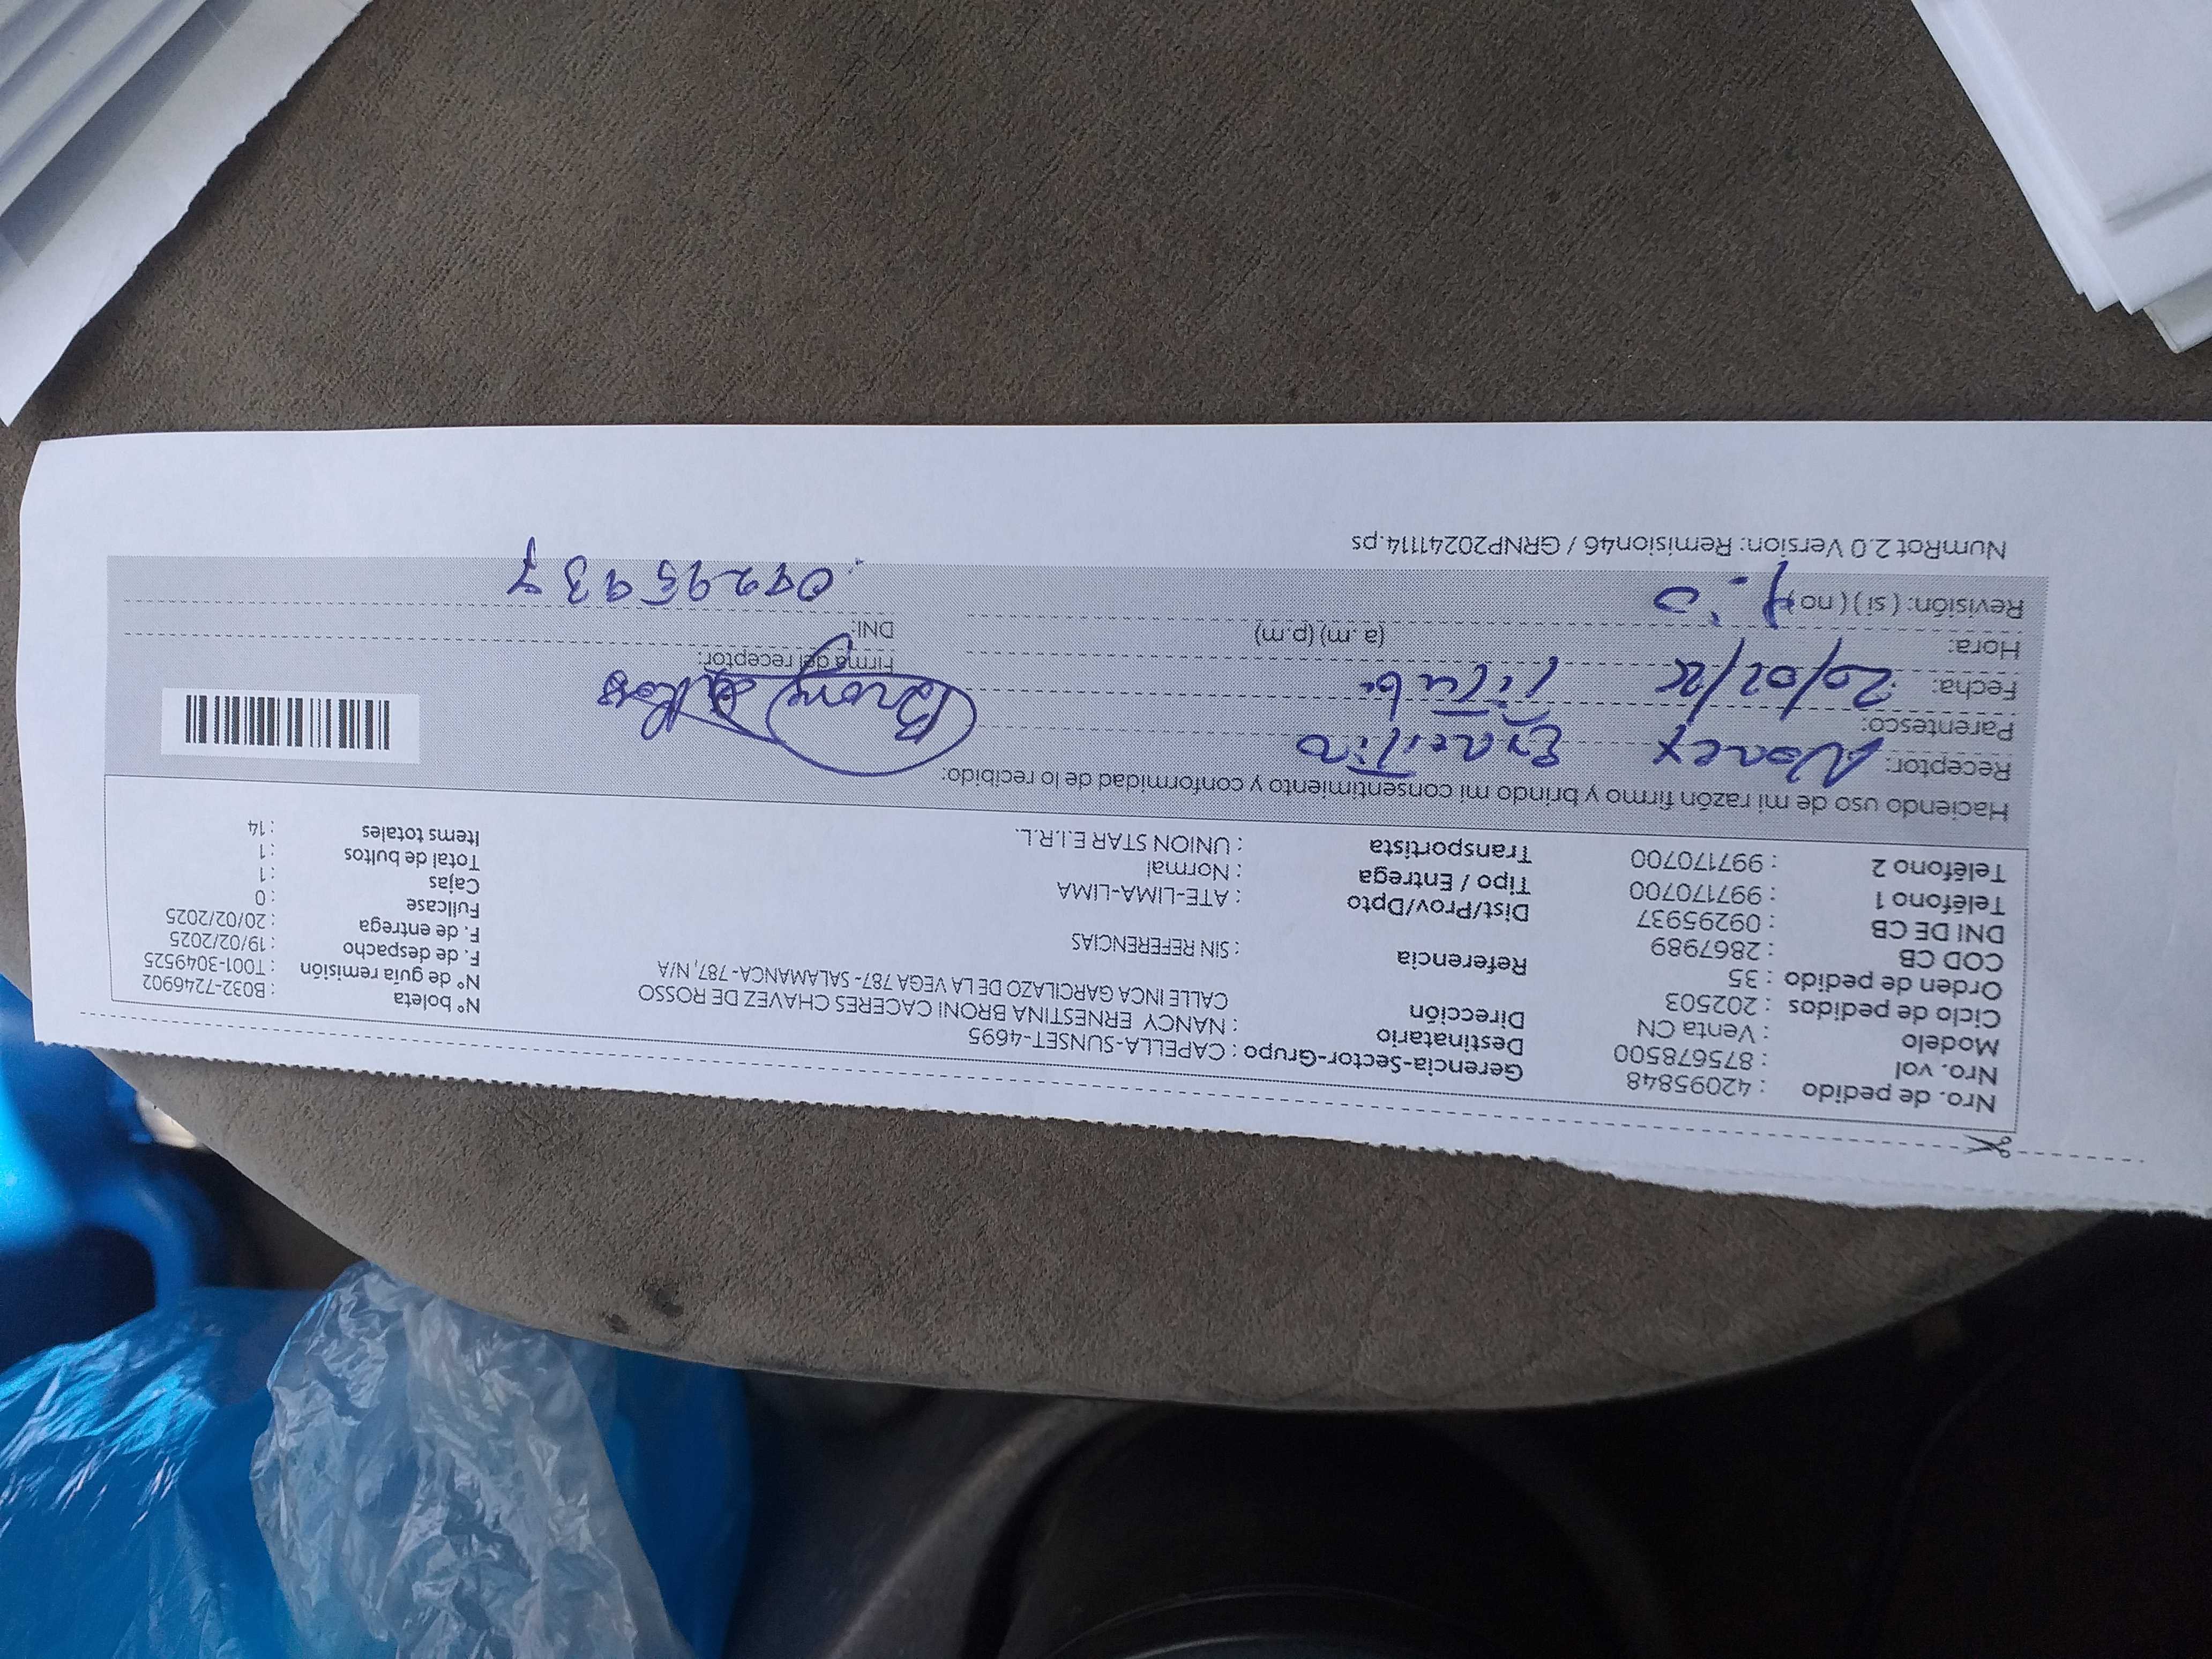 Nro. de pedido : 42095848
Nro. vol : 875678500
Modelo : Venta CN
Ciclo de pedidos : 202503
Orden de pedido : 35
COD CB : 2867989
DNI DE CB : 09295937
Teléfono 1 : 997170700
Teléfono 2 : 997170700
Gerencia-Sector-Grupo : CAPELLA-SUNSET-4695
Destinatario : NANCY ERNESTINA BRONI CACERES CHAVEZ DE ROSSO
Dirección CALLE INCA GARCILAZO DE LA VEGA 787 - SALAMANCA- 787, N/A
Referencia : SIN REFERENCIAS
Dist/Prov/Dpto : ATE-LIMA-LIMA
Tipo / Entrega : Normal
Transportista : UNION STAR E.I.R.L.
N° boleta : B032-7246902
N° de guía remisión : T001-3049525
F. de despacho : 19/02/2025
F. de entrega : 20/02/2025
Fullcase : 0
Cajas : 1
Total de bultos : 1
Items totales : 14
Haciendo uso de mi razón firmo y brindo mi consentimiento y conformidad de lo recibido:
Receptor: Nancy
Parentesco:
Fecha: 20/02/25
Hora: (a.m) (p.m)
Revisión: (si) (no)
Firma del receptor:
DNI: 09295937
NumRot 2.0 Version: Remision46 / GRNP20241114.ps